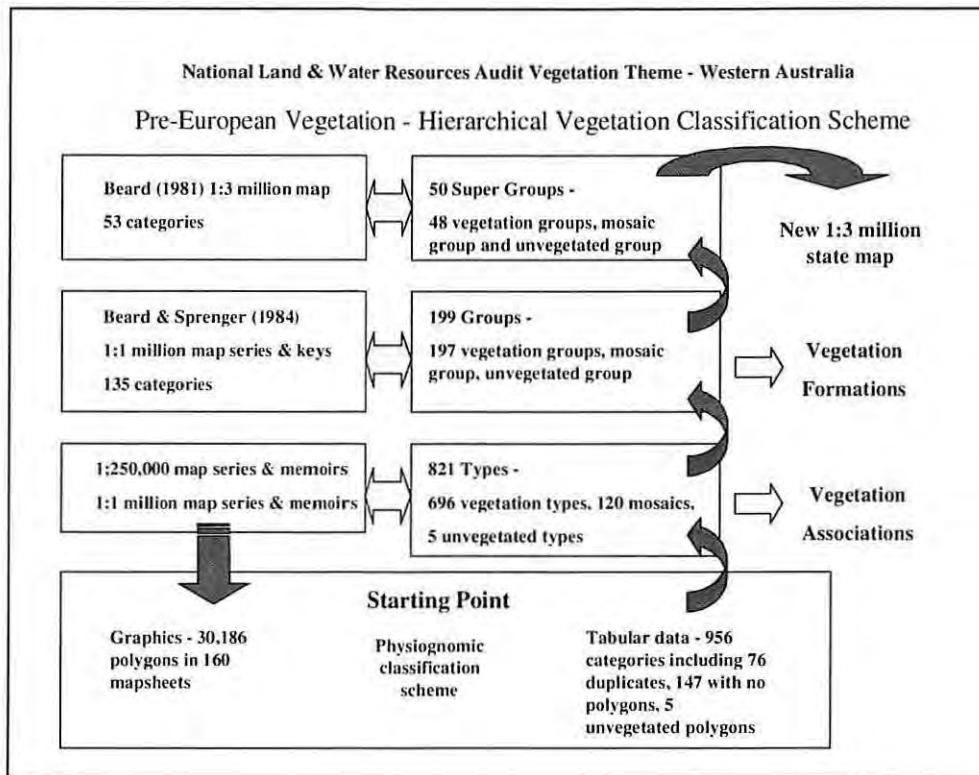 National Land & Water Resources Audit Vegetation Theme - Western Australia
Pre-European Vegetation - Hierarchical Vegetation Classification Scheme
Beard (1981) 1:3 million map
53 categories
50 Super Groups -
48 vegetation groups, mosaic
group and unvegetated group
New 1:3 million
state map
Beard & Sprenger (1984)
1:1 million map series & keys
135 categories
199 Groups -
197 vegetation groups, mosaic
group, unvegetated group
Vegetation
Formations
1:250,000 map series & memoirs
1:1 million map series & memoirs
821 Types -
696 vegetation types, 120 mosaics,
5 unvegetated types
Vegetation
Associations
Starting Point
Graphics - 30,186
polygons in 160
mapsheets
Physiognomic
classification
scheme
Tabular data - 956
categories including 76
duplicates, 147 with no
polygons, 5
unvegetated polygons